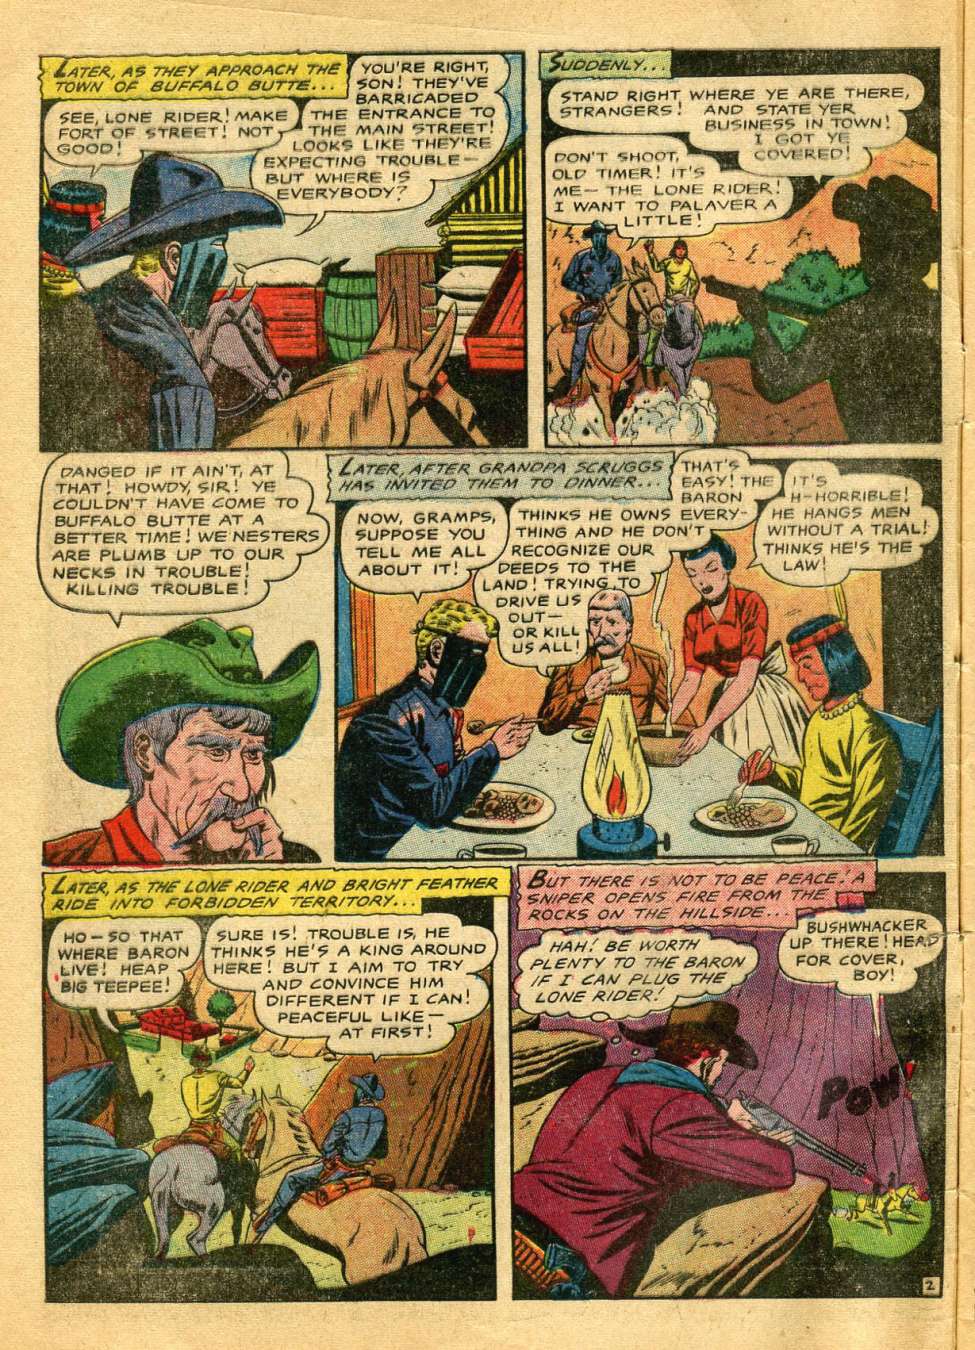 LATER, AS THEY APPROACH THE
TOWN OF BUFFALO BUTTE...
SEE, LONE RIDER! MAKE
FORT OF STREET! NOT
GOOD!
YOU'RE RIGHT,
SON! THEY'VE
BARRICADED
THE ENTRANCE TO
THE MAIN STREET!
LOOKS LIKE THEY'RE
EXPECTING TROUBLE—
BUT WHERE IS
EVERYBODY?
SUDDENLY...
STAND RIGHT WHERE YE ARE THERE,
STRANGERS! AND STATE YER
BUSINESS IN TOWN!
I GOT YE
COVERED!
DON'T SHOOT,
OLD TIMER! IT'S
ME— THE LONE RIDER!
I WANT TO PALAVER A
LITTLE!
DANGED IF IT AIN'T, AT
THAT! HOWDY, SIR! YE
COULDN'T HAVE COME TO
BUFFALO BUTTE AT A
BETTER TIME! WE NESTERS
ARE PLUMB UP TO OUR
NECKS IN TROUBLE!
KILLING TROUBLE!
LATER, AFTER GRANDPA SCRUGGS
HAS INVITED THEM TO DINNER...
NOW, GRAMPS,
SUPPOSE YOU
TELL ME ALL
ABOUT IT!
THAT'S
EASY! THE
BARON
THINKS HE OWNS EVERY-
THING AND HE DON'T
RECOGNIZE OUR
DEEDS TO THE
LAND! TRYING TO
DRIVE US
OUT—
OR KILL
US ALL!
IT'S
H-HORRIBLE!
HE HANGS MEN
WITHOUT A TRIAL!
THINKS HE'S THE
LAW!
LATER, AS THE LONE RIDER AND BRIGHT FEATHER
RIDE INTO FORBIDDEN TERRITORY...
HO—SO THAT
WHERE BARON
LIVE! HEAP
BIG TEEPEE!
SURE IS! TROUBLE IS, HE
THINKS HE'S A KING AROUND
HERE! BUT I AIM TO TRY
AND CONVINCE HIM
DIFFERENT IF I CAN!
PEACEFUL LIKE—
AT FIRST!
BUT THERE IS NOT TO BE PEACE! A
SNIPER OPENS FIRE FROM THE
ROCKS ON THE HILLSIDE...
HAH! BE WORTH
PLENTY TO THE BARON
IF I CAN PLUG THE
LONE RIDER!
BUSHWHACKER
UP THERE! HEAD
FOR COVER,
BOY!
POW!
2